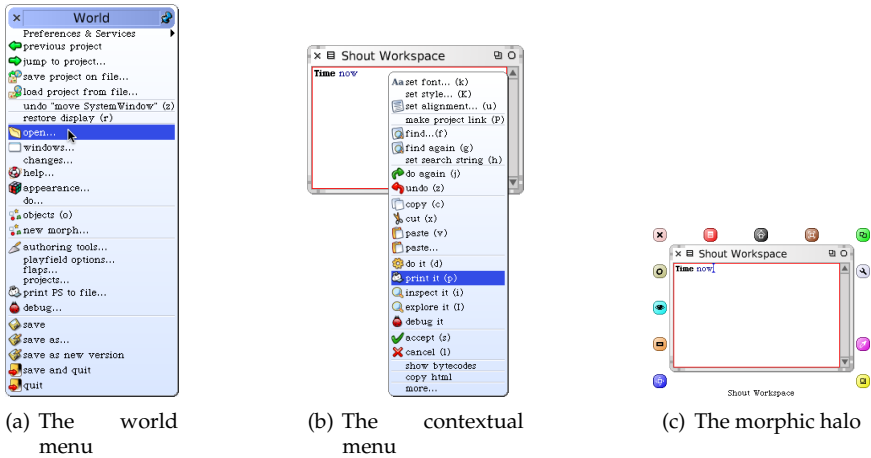 World
Preferences & Services
previous project
jump to project...
save project on file...
load project from file...
undo "move SystemWindow" (z)
restore display (r)
open...
windows...
changes...
help...
appearance...
do...
objects (o)
new morph...
authoring tools...
playfield options...
flaps...
projects...
print PS to file...
debug...
save
save as...
save as new version
save and quit
quit
(a) The world
menu
Shout Workspace
Time now
Aa set font... (k)
set style... (K)
set alignment... (u)
make project link (P)
find...(f)
find again (g)
set search string (h)
do again (j)
undo (z)
copy (c)
cut (x)
paste (v)
paste...
do it (d)
print it (p)
inspect it (i)
explore it (I)
debug it
accept (s)
cancel (l)
show bytecodes
copy html
more...
(b) The contextual
menu
Shout Workspace
Time now
Shout Workspace
(c) The morphic halo